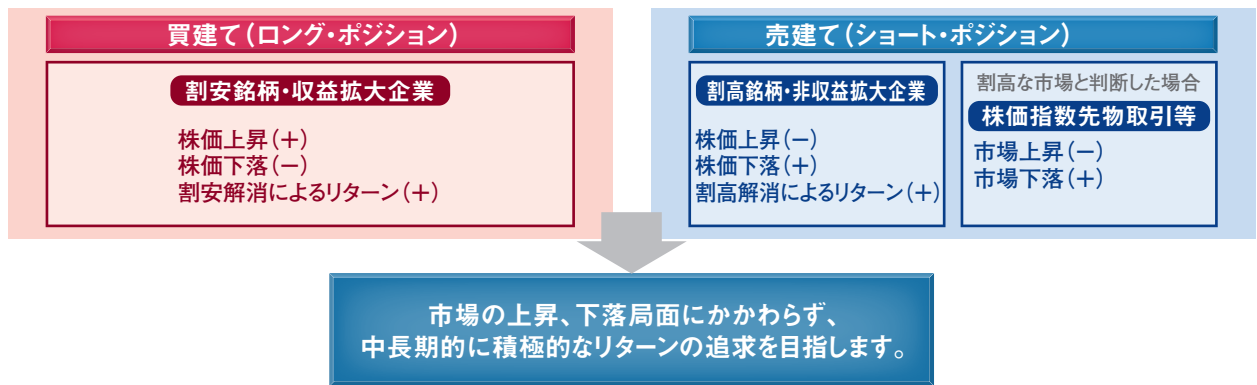 買建て（ロング・ポジション）
割安銘柄・収益拡大企業
株価上昇（＋）
株価下落（－）
割安解消によるリターン（＋）
売建て（ショート・ポジション）
割高銘柄・非収益拡大企業
株価上昇（－）
株価下落（＋）
割高解消によるリターン（＋）
割高な市場と判断した場合
株価指数先物取引等
市場上昇（－）
市場下落（＋）
市場の上昇、下落局面にかかわらず、
中長期的に積極的なリターンの追求を目指します。